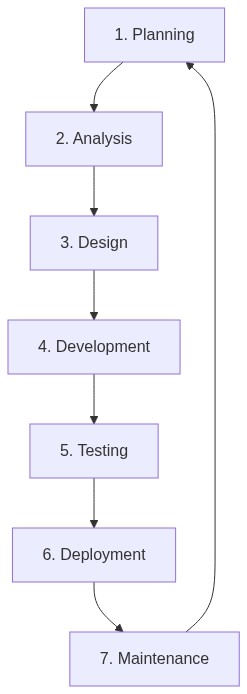 1. Planning
2. Analysis
3. Design
4. Development
5. Testing
6. Deployment
7. Maintenance